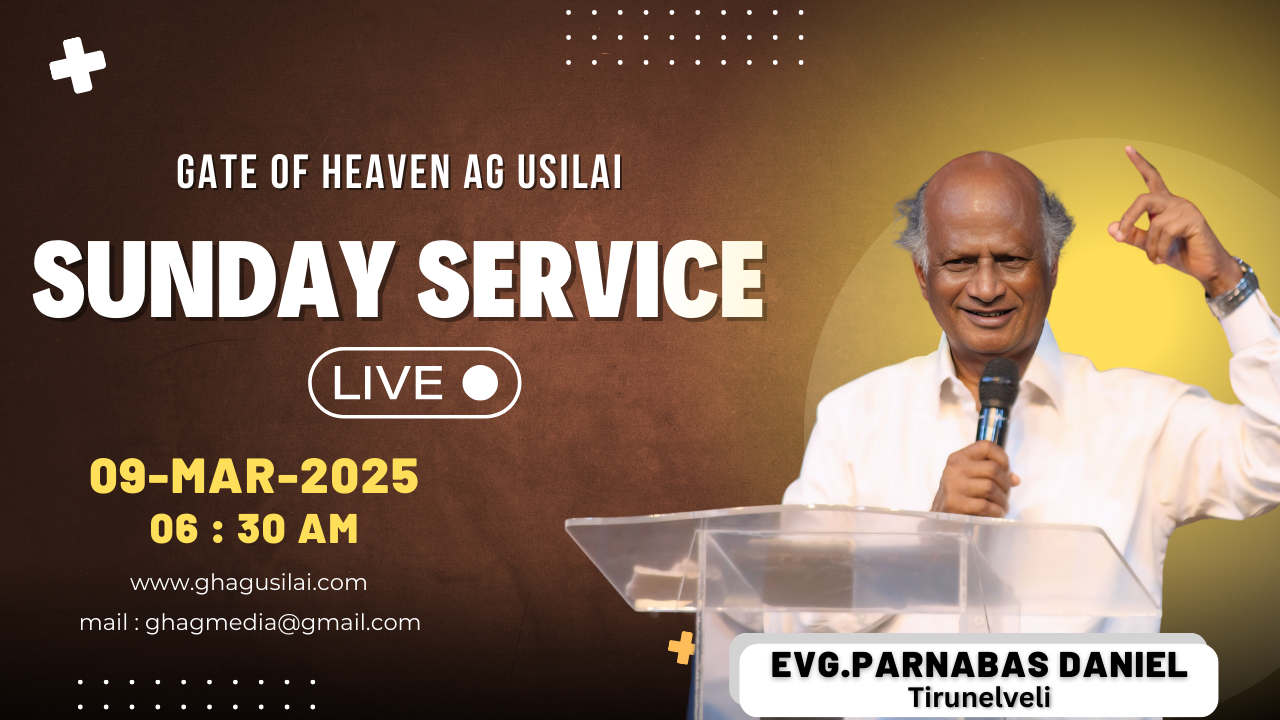 GATE OF HEAVEN AG USILAI
SUNDAY SERVICE
LIVE
09-MAR-2025
06 : 30 AM
www.ghagusilai.com
mail : ghagmedia@gmail.com
EVG.PARNABAS DANIEL
Tirunelveli